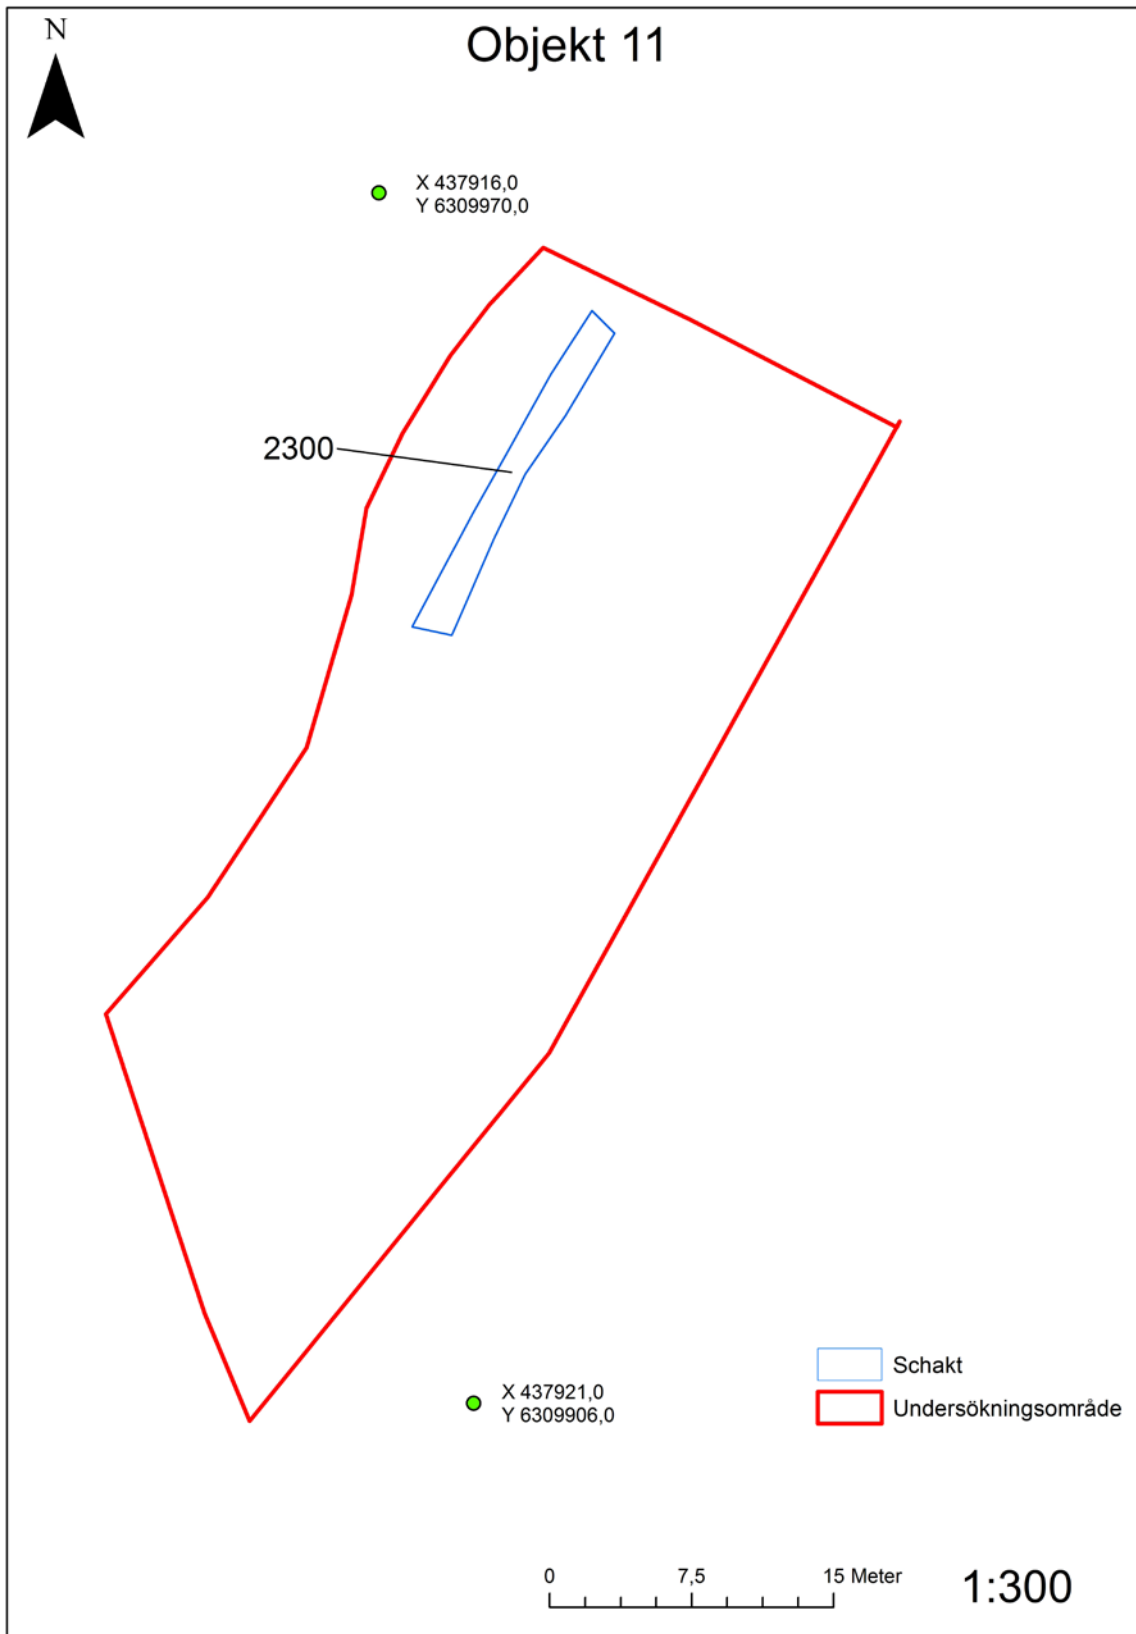 N
Objekt 11
X 437916,0
Y 6309970,0
2300
X 437921,0
Y 6309906,0
Schakt
Undersökningsområde
0 7,5 15 Meter
1:300